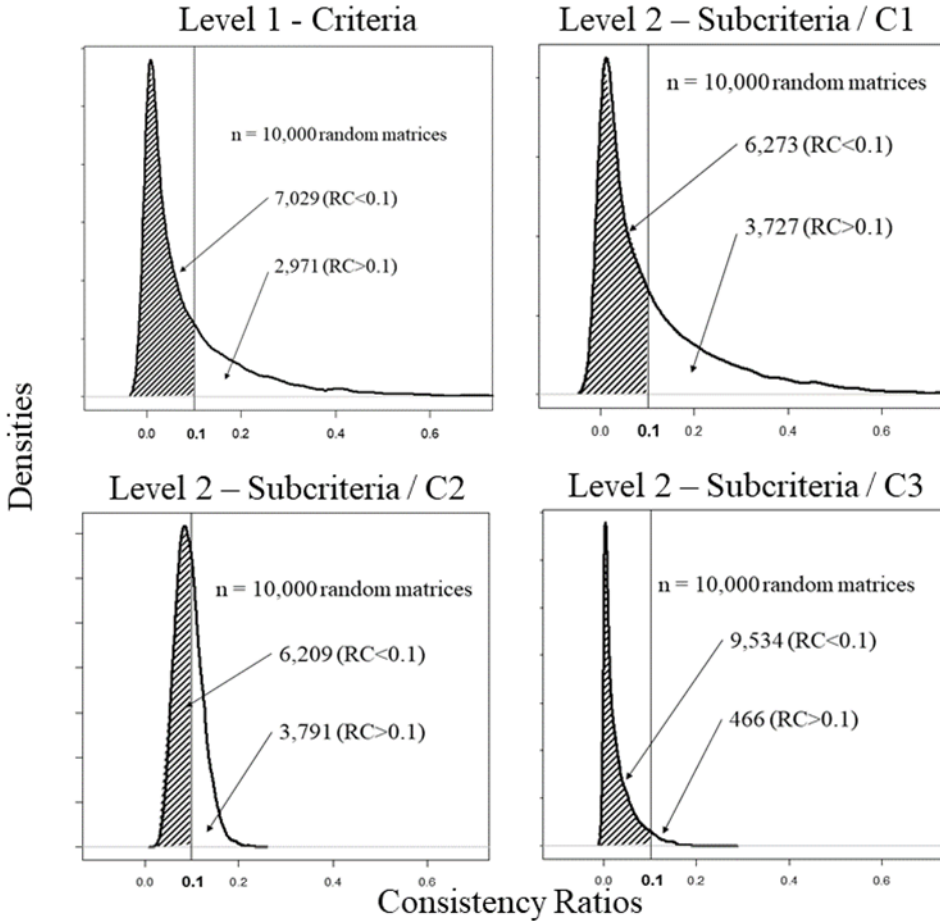 Level 1 - Criteria
n = 10,000 random matrices
7,029 (RC<0.1)
2,971 (RC>0.1)
0.0 0.1 0.2 0.4 0.6
Level 2 – Subcriteria / C1
n = 10,000 random matrices
6,273 (RC<0.1)
3,727 (RC>0.1)
0.0 0.1 0.2 0.4 0.6
Densities
Level 2 – Subcriteria / C2
n = 10,000 random matrices
6,209 (RC<0.1)
3,791 (RC>0.1)
0.0 0.1 0.2 0.4 0.6
Level 2 – Subcriteria / C3
n = 10,000 random matrices
9,534 (RC<0.1)
466 (RC>0.1)
0.0 0.1 0.2 0.4 0.6
Consistency Ratios